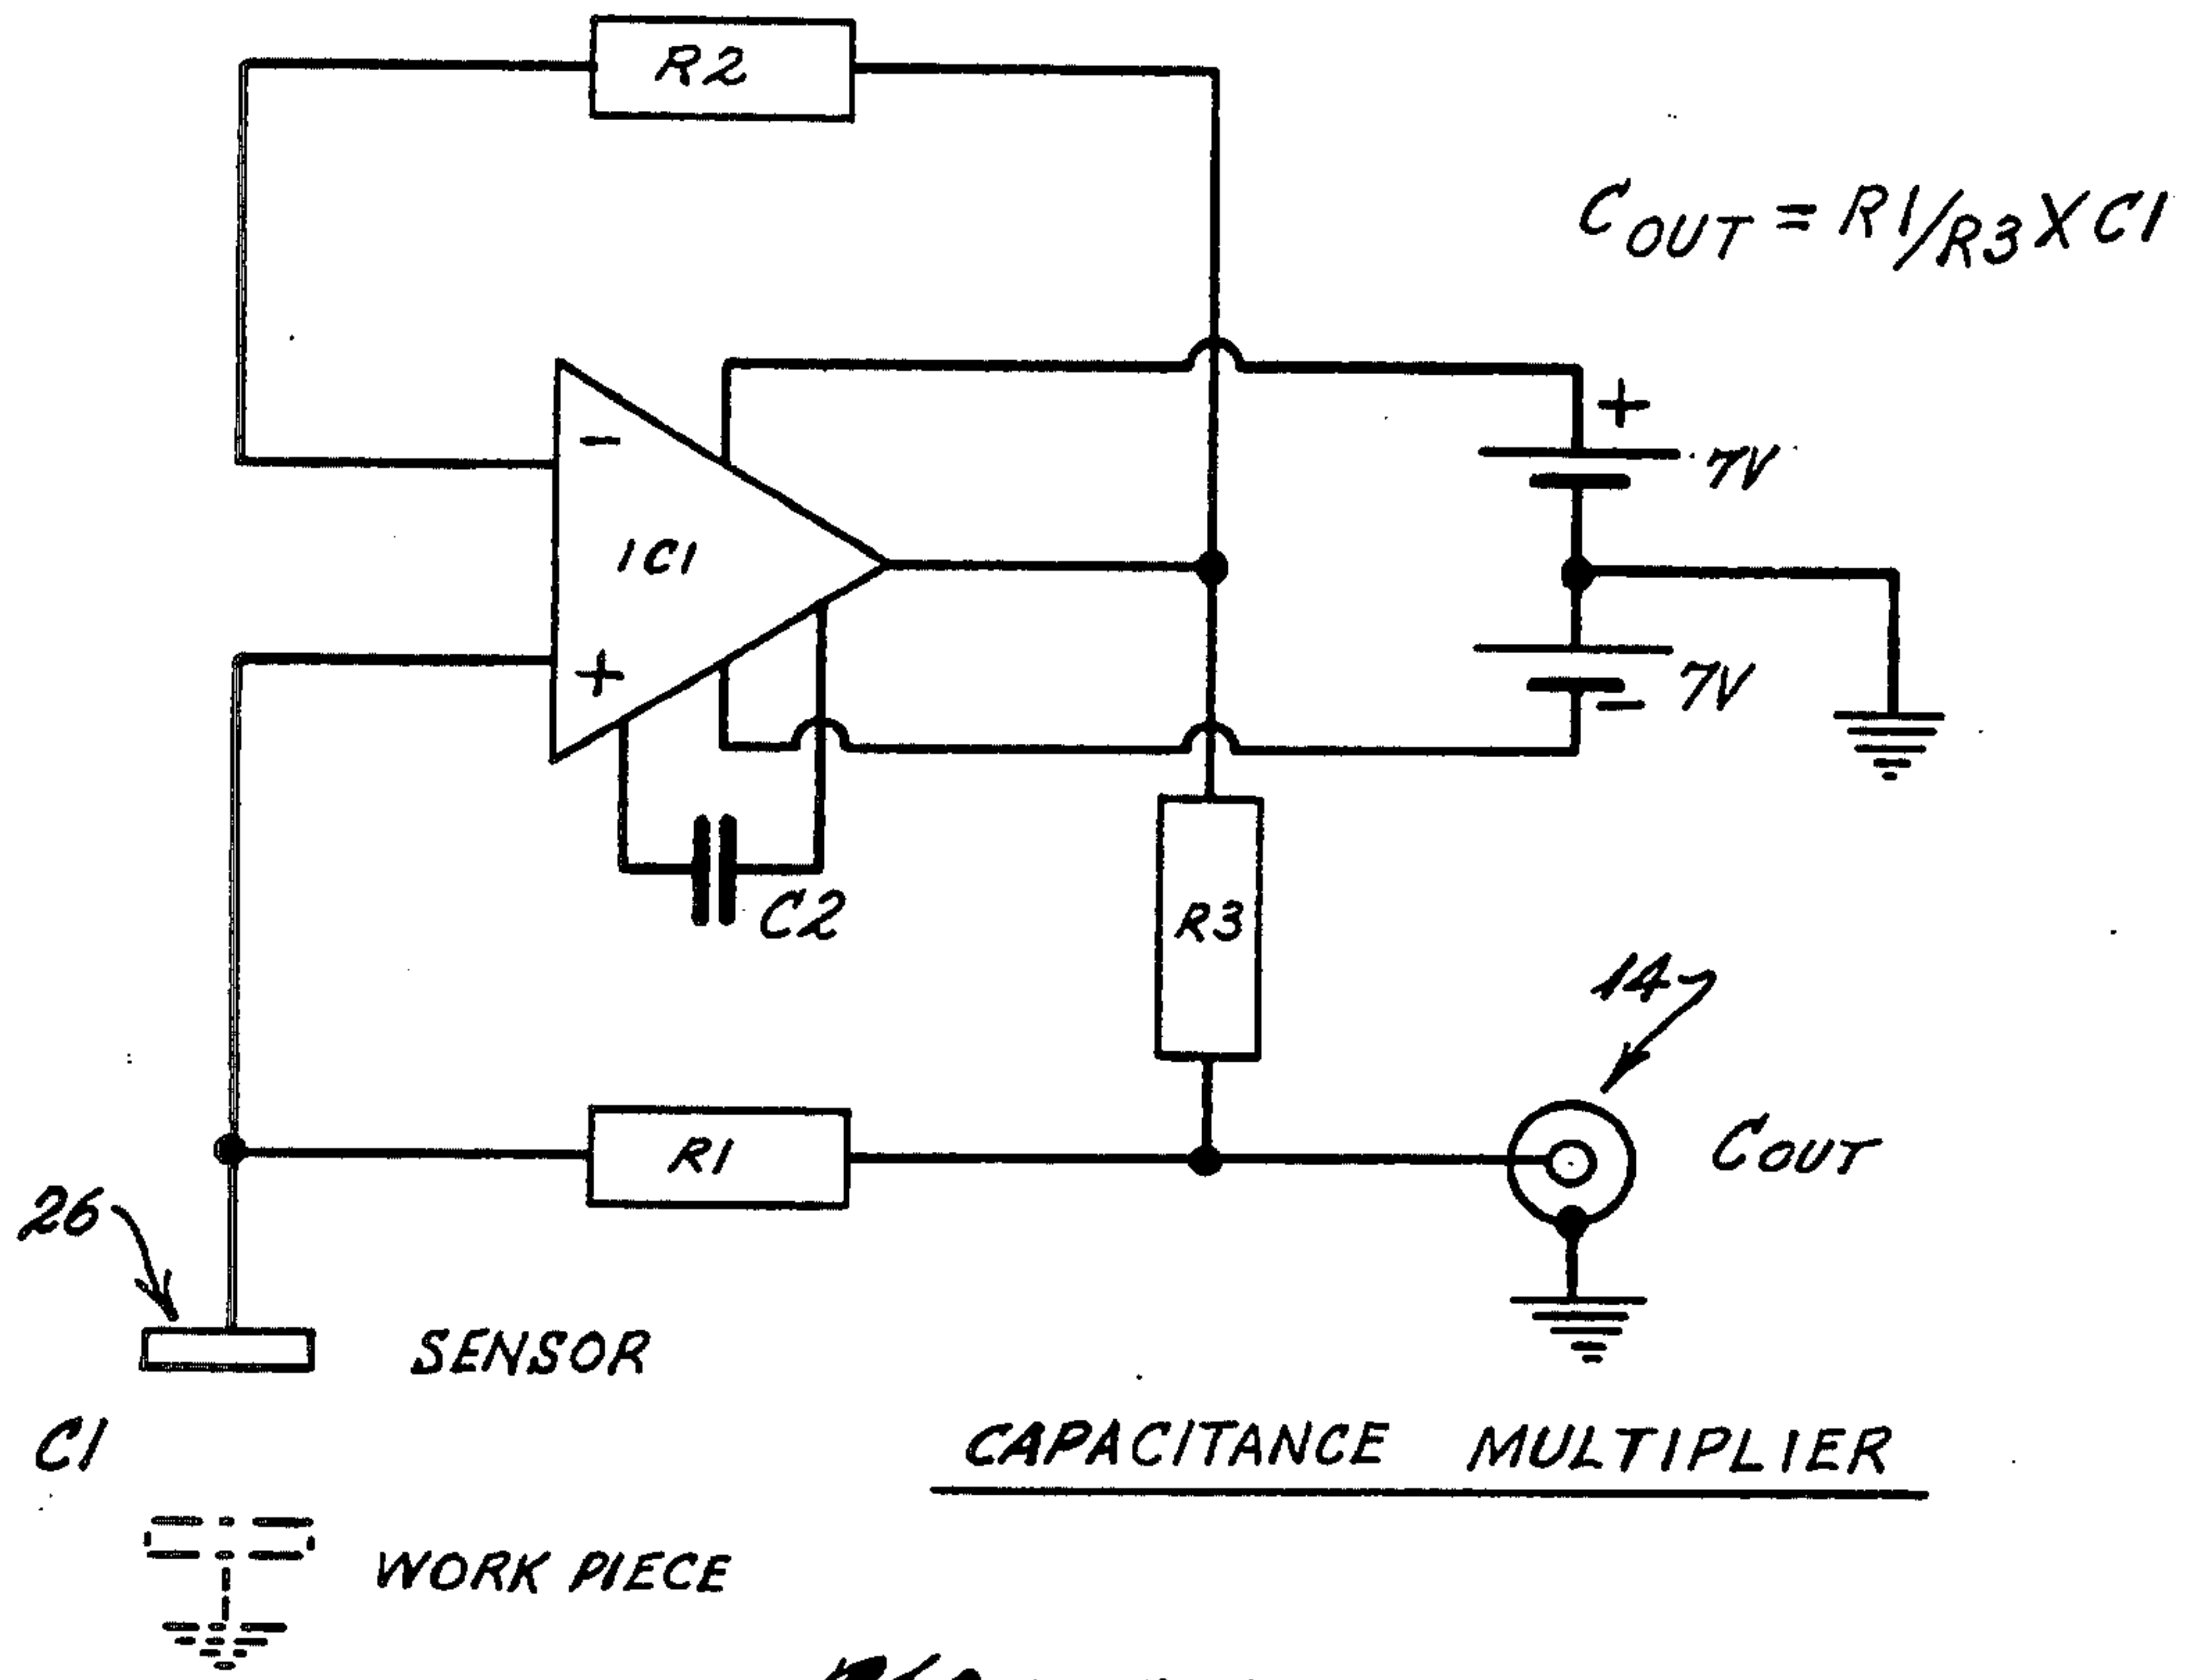 R2
COUT = R1/R3 X C1
-
+
7V
IC1
+
7V
-
C2
R3
14
R1
COUT
26
SENSOR
C1
CAPACITANCE MULTIPLIER
WORK PIECE